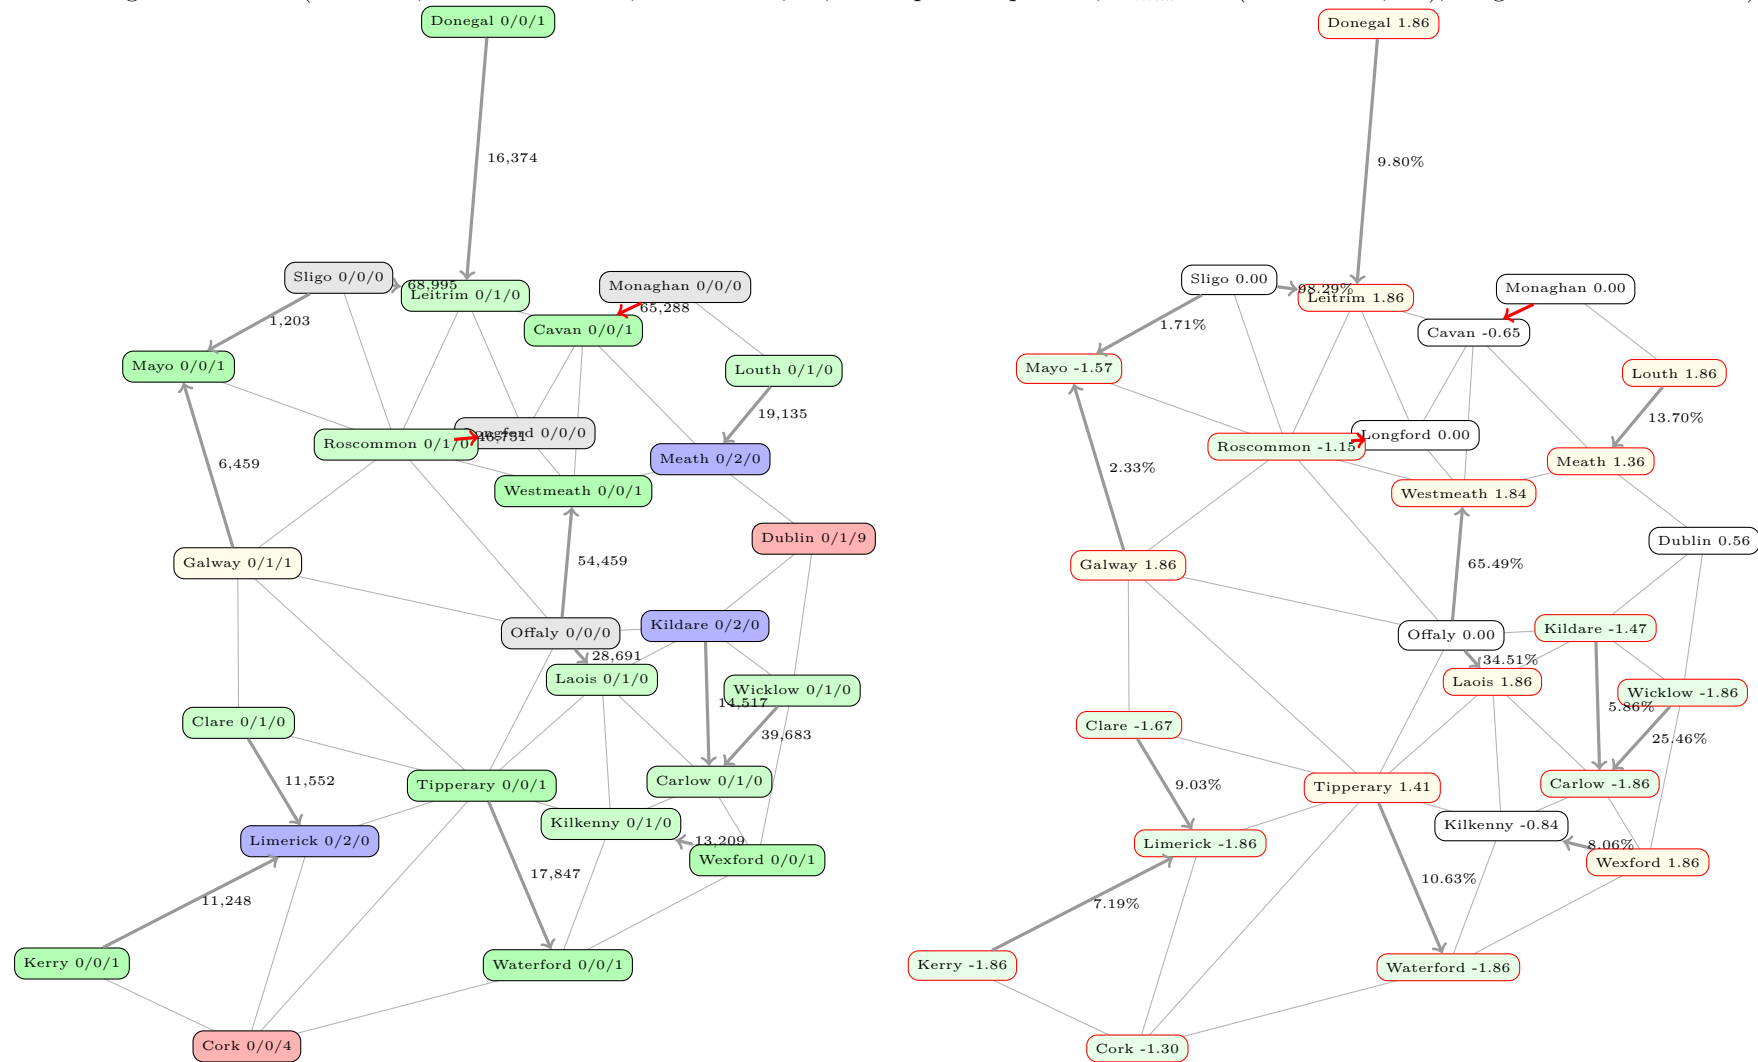 Donegal 0/0/1
16,374
Sligo 0/0/0
68,995
Leitrim 0/1/0
Monaghan 0/0/0
65,288
1,203
Cavan 0/0/1
Mayo 0/0/1
Louth 0/1/0
19,135
Roscommon 0/1/0
Longford 0/0/0
Meath 0/2/0
6,459
Westmeath 0/0/1
Dublin 0/1/9
Galway 0/1/1
54,459
Offaly 0/0/0
Kildare 0/2/0
28,691
Laois 0/1/0
Wicklow 0/1/0
14,517
Clare 0/1/0
39,683
11,552
Tipperary 0/0/1
Carlow 0/1/0
Kilkenny 0/1/0
Limerick 0/2/0
13,209
Wexford 0/0/1
17,847
11,248
Kerry 0/0/1
Waterford 0/0/1
Cork 0/0/4
Donegal 1.86
9.80%
Sligo 0.00
98.29%
Leitrim 1.86
Monaghan 0.00
1.71%
Cavan -0.65
Mayo -1.57
Louth 1.86
13.70%
Roscommon -1.15
Longford 0.00
Meath 1.36
2.33%
Westmeath 1.84
Dublin 0.56
Galway 1.86
65.49%
Offaly 0.00
Kildare -1.47
34.51%
Laois 1.86
Wicklow -1.86
5.86%
Clare -1.67
25.46%
9.03%
Tipperary 1.41
Carlow -1.86
Kilkenny -0.84
Limerick -1.86
8.06%
Wexford 1.86
10.63%
7.19%
Kerry -1.86
Waterford -1.86
Cork -1.30